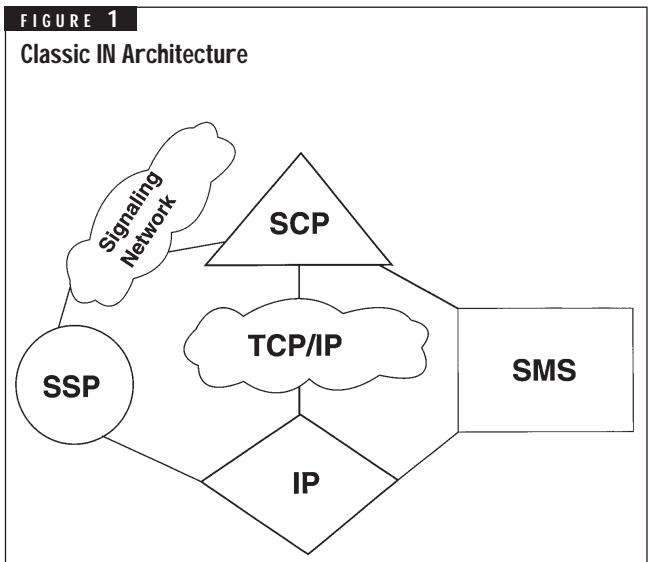 FIGURE 1
Classic IN Architecture
Signaling
Network
SCP
TCP/IP
SSP
SMS
IP